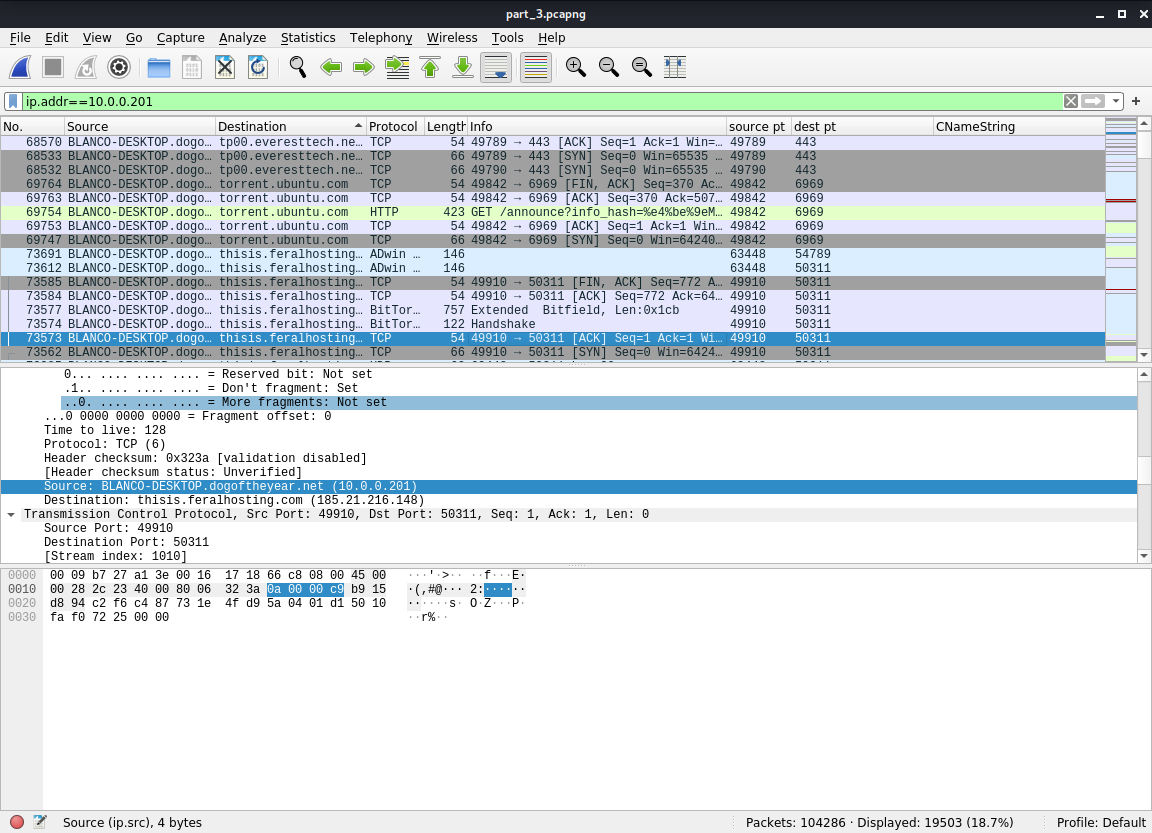 part_3.pcapng
File Edit View Go Capture Analyze Statistics Telephony Wireless Tools Help
ip.addr==10.0.0.201
No. Source Destination Protocol Length Info source pt dest pt CNameString
68570 BLANCO-DESKTOP.dogo… tp00.everesttech.ne… TCP 54 49789 → 443 [ACK] Seq=1 Ack=1 Win=… 49789 443
68533 BLANCO-DESKTOP.dogo… tp00.everesttech.ne… TCP 66 49789 → 443 [SYN] Seq=0 Win=65535 … 49789 443
68532 BLANCO-DESKTOP.dogo… tp00.everesttech.ne… TCP 66 49790 → 443 [SYN] Seq=0 Win=65535 … 49790 443
69764 BLANCO-DESKTOP.dogo… torrent.ubuntu.com TCP 54 49842 → 6969 [FIN, ACK] Seq=370 Ac… 49842 6969
69763 BLANCO-DESKTOP.dogo… torrent.ubuntu.com TCP 54 49842 → 6969 [ACK] Seq=370 Ack=507… 49842 6969
69754 BLANCO-DESKTOP.dogo… torrent.ubuntu.com HTTP 423 GET /announce?info_hash=%e4%be%9eM… 49842 6969
69753 BLANCO-DESKTOP.dogo… torrent.ubuntu.com TCP 54 49842 → 6969 [ACK] Seq=1 Ack=1 Win… 49842 6969
69747 BLANCO-DESKTOP.dogo… torrent.ubuntu.com TCP 66 49842 → 6969 [SYN] Seq=0 Win=64240… 49842 6969
73691 BLANCO-DESKTOP.dogo… thisis.feralhosting… ADwin … 146 63448 54789
73612 BLANCO-DESKTOP.dogo… thisis.feralhosting… ADwin … 146 63448 50311
73585 BLANCO-DESKTOP.dogo… thisis.feralhosting… TCP 54 49910 → 50311 [FIN, ACK] Seq=772 A… 49910 50311
73584 BLANCO-DESKTOP.dogo… thisis.feralhosting… TCP 54 49910 → 50311 [ACK] Seq=772 Ack=64… 49910 50311
73577 BLANCO-DESKTOP.dogo… thisis.feralhosting… BitTor… 757 Extended Bitfield, Len:0x1cb 49910 50311
73574 BLANCO-DESKTOP.dogo… thisis.feralhosting… BitTor… 122 Handshake 49910 50311
73573 BLANCO-DESKTOP.dogo… thisis.feralhosting… TCP 54 49910 → 50311 [ACK] Seq=1 Ack=1 Wi… 49910 50311
73562 BLANCO-DESKTOP.dogo… thisis.feralhosting… TCP 66 49910 → 50311 [SYN] Seq=0 Win=6424… 49910 50311
0... .... .... .... = Reserved bit: Not set
.1.. .... .... .... = Don't fragment: Set
..0. .... .... .... = More fragments: Not set
...0 0000 0000 0000 = Fragment offset: 0
Time to live: 128
Protocol: TCP (6)
Header checksum: 0x323a [validation disabled]
[Header checksum status: Unverified]
Source: BLANCO-DESKTOP.dogoftheyear.net (10.0.0.201)
Destination: thisis.feralhosting.com (185.21.216.148)
Transmission Control Protocol, Src Port: 49910, Dst Port: 50311, Seq: 1, Ack: 1, Len: 0
Source Port: 49910
Destination Port: 50311
[Stream index: 1010]
0000 00 09 b7 27 a1 3e 00 16 17 18 66 c8 08 00 45 00 ···'·>·· ··f···E·
0010 00 28 2c 23 40 00 80 06 32 3a 0a 00 00 c9 b9 15 ·(,#@··· 2:······
0020 d8 94 c2 f6 c4 87 73 1e 4f d9 5a 04 01 d1 50 10 ······s· O·Z···P·
0030 fa f0 72 25 00 00 ··r%··
Source (ip.src), 4 bytes
Packets: 104286 · Displayed: 19503 (18.7%)
Profile: Default